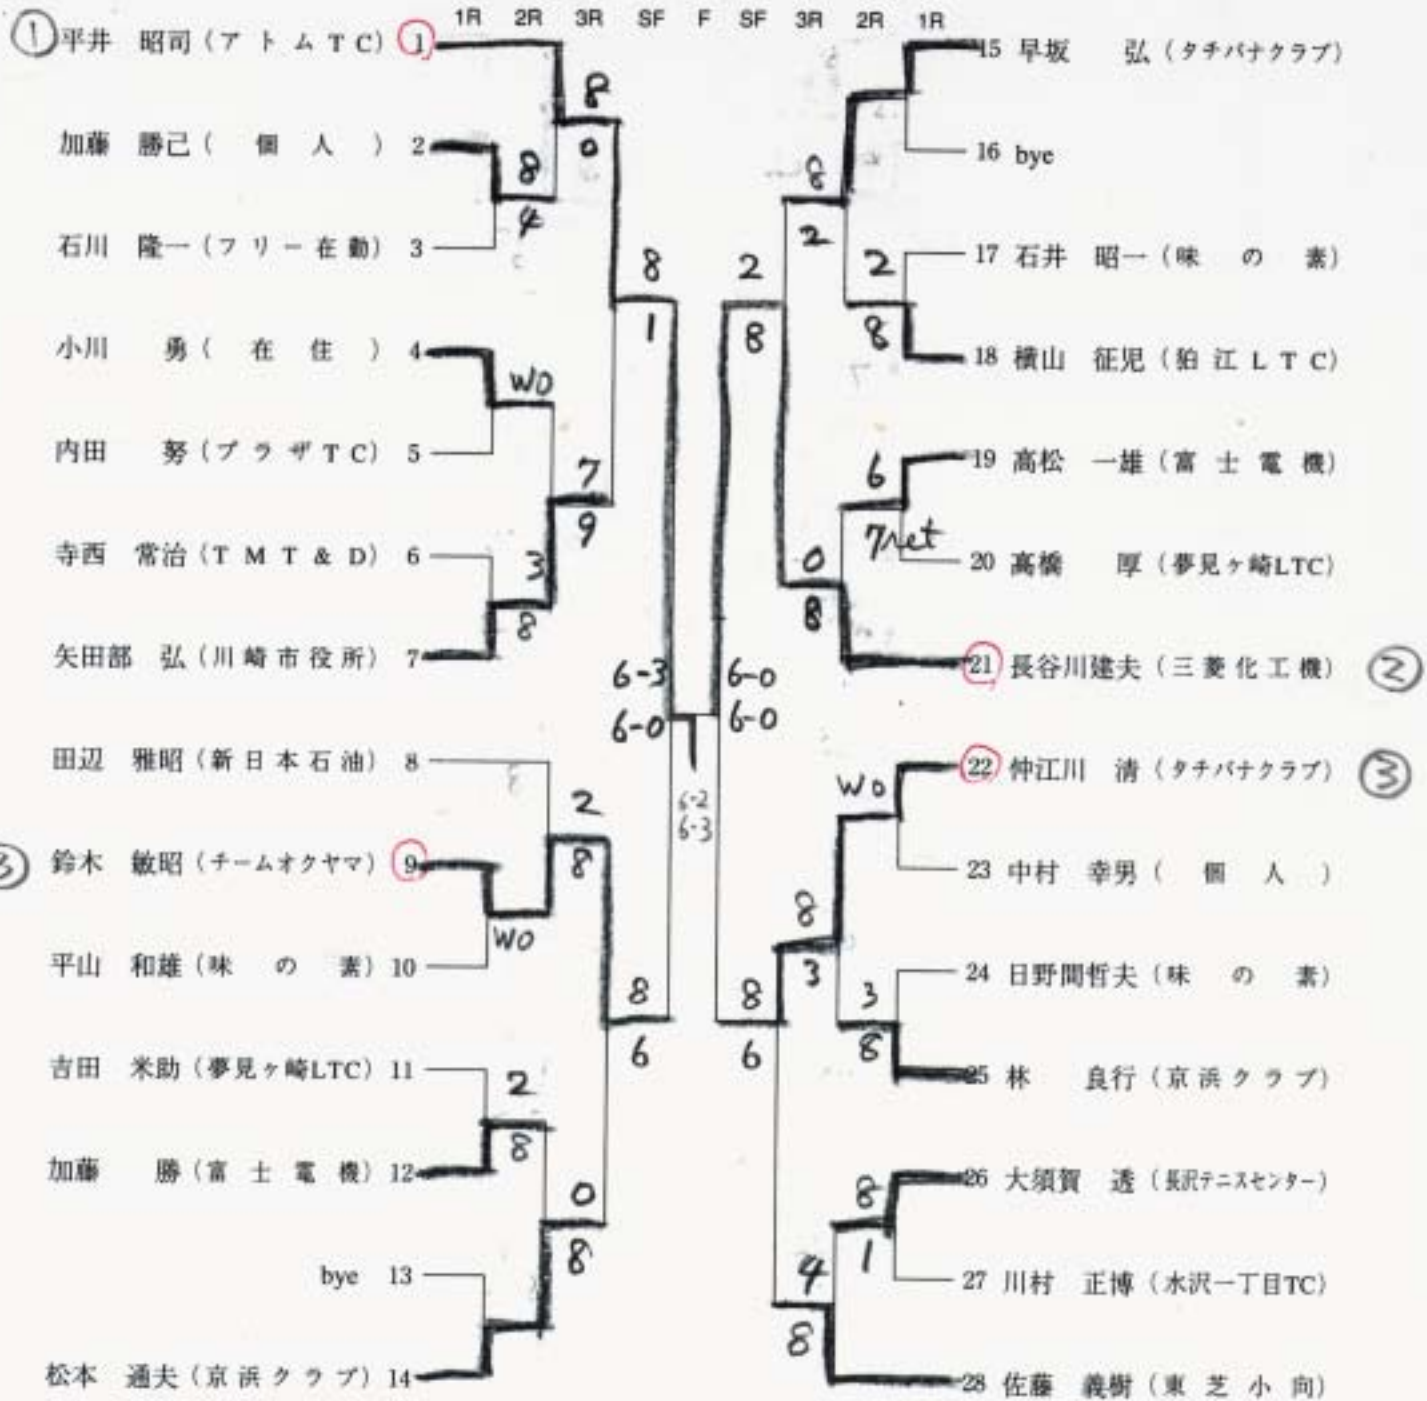 1R 2R 3R SF F SF 3R 2R 1R
① 平井 昭司 (アトムTC) 1
加藤 勝己 (個人) 2
石川 隆一 (フリー在勤) 3
小川 勇 (在住) 4
内田 努 (プラザTC) 5
寺西 常治 (TMT&D) 6
矢田部 弘 (川崎市役所) 7
田辺 雅昭 (新日本石油) 8
鈴木 敏昭 (チームオクヤマ) 9
平山 和雄 (味の素) 10
吉田 米助 (夢見ヶ崎LTC) 11
加藤 勝 (富士電機) 12
bye 13
松本 通夫 (京浜クラブ) 14
8
4
WO
3
8
WO
2
8
8
0
7
9
2
8
0
8
8
1
8
6
6-3
6-0
6-2
6-3
6-0
6-0
2
8
8
6
8
2
0
8
8
3
4
8
2
8
6
7ret
WO
3
8
8
1
15 早坂 弘 (タチバナクラブ)
16 bye
17 石井 昭一 (味の素)
18 横山 征児 (狛江LTC)
19 高松 一雄 (富士電機)
20 高橋 厚 (夢見ヶ崎LTC)
21 長谷川建夫 (三菱化工機) ②
22 仲江川 清 (タチバナクラブ) ③
23 中村 幸男 (個人)
24 日野間哲夫 (味の素)
25 林 良行 (京浜クラブ)
26 大須賀 透 (長沢テニスセンター)
27 川村 正博 (水沢一丁目TC)
28 佐藤 義樹 (東芝小向)